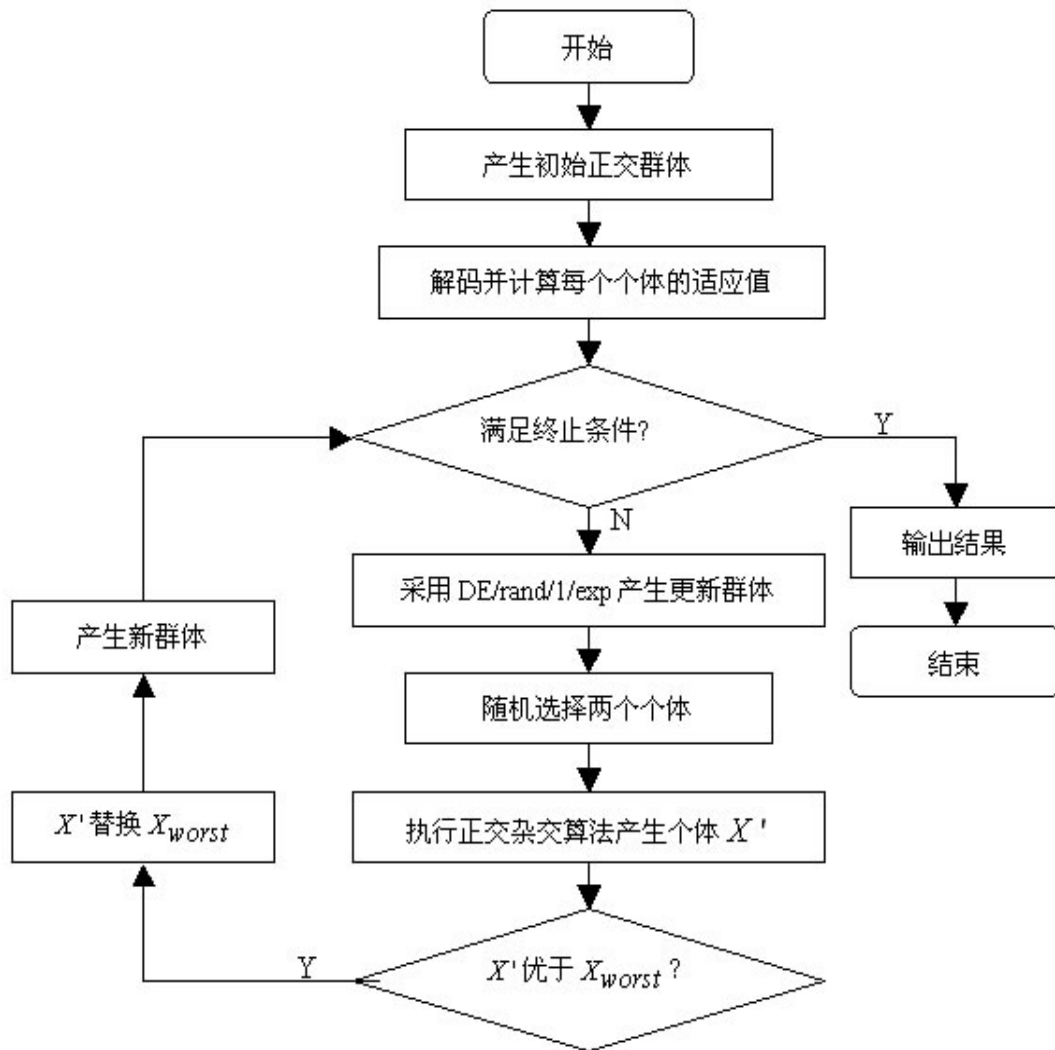 开始
产生初始正交群体
解码并计算每个个体的适应值
满足终止条件?
Y
N
输出结果
采用 DE/rand/1/exp 产生更新群体
产生新群体
结束
随机选择两个个体
X' 替换 Xworst
执行正交杂交算法产生个体 X'
Y
X' 优于 Xworst ?